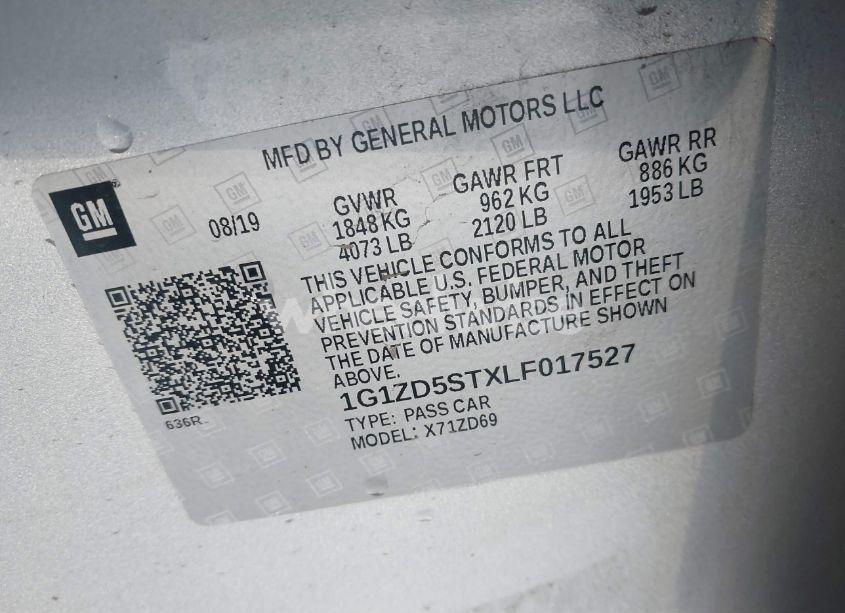 MFD BY GENERAL MOTORS LLC
GM
08/19
GVWR
1848 KG
4073 LB
GAWR FRT
962 KG
2120 LB
GAWR RR
886 KG
1953 LB
THIS VEHICLE CONFORMS TO ALL
APPLICABLE U.S. FEDERAL MOTOR
VEHICLE SAFETY, BUMPER, AND THEFT
PREVENTION STANDARDS IN EFFECT ON
THE DATE OF MANUFACTURE SHOWN
ABOVE.
1G1ZD5STXLF017527
TYPE: PASS CAR
MODEL: X71ZD69
636R